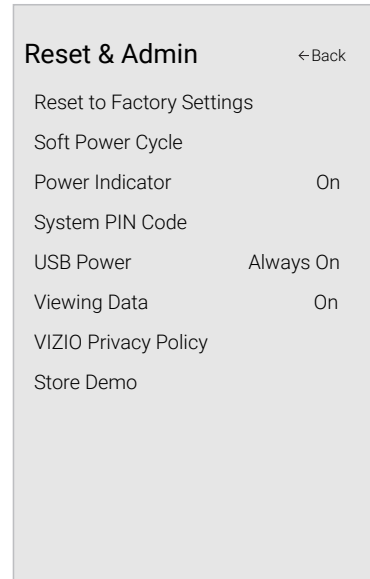 Reset & Admin ←Back
Reset to Factory Settings
Soft Power Cycle
Power Indicator On
System PIN Code
USB Power Always On
Viewing Data On
VIZIO Privacy Policy
Store Demo